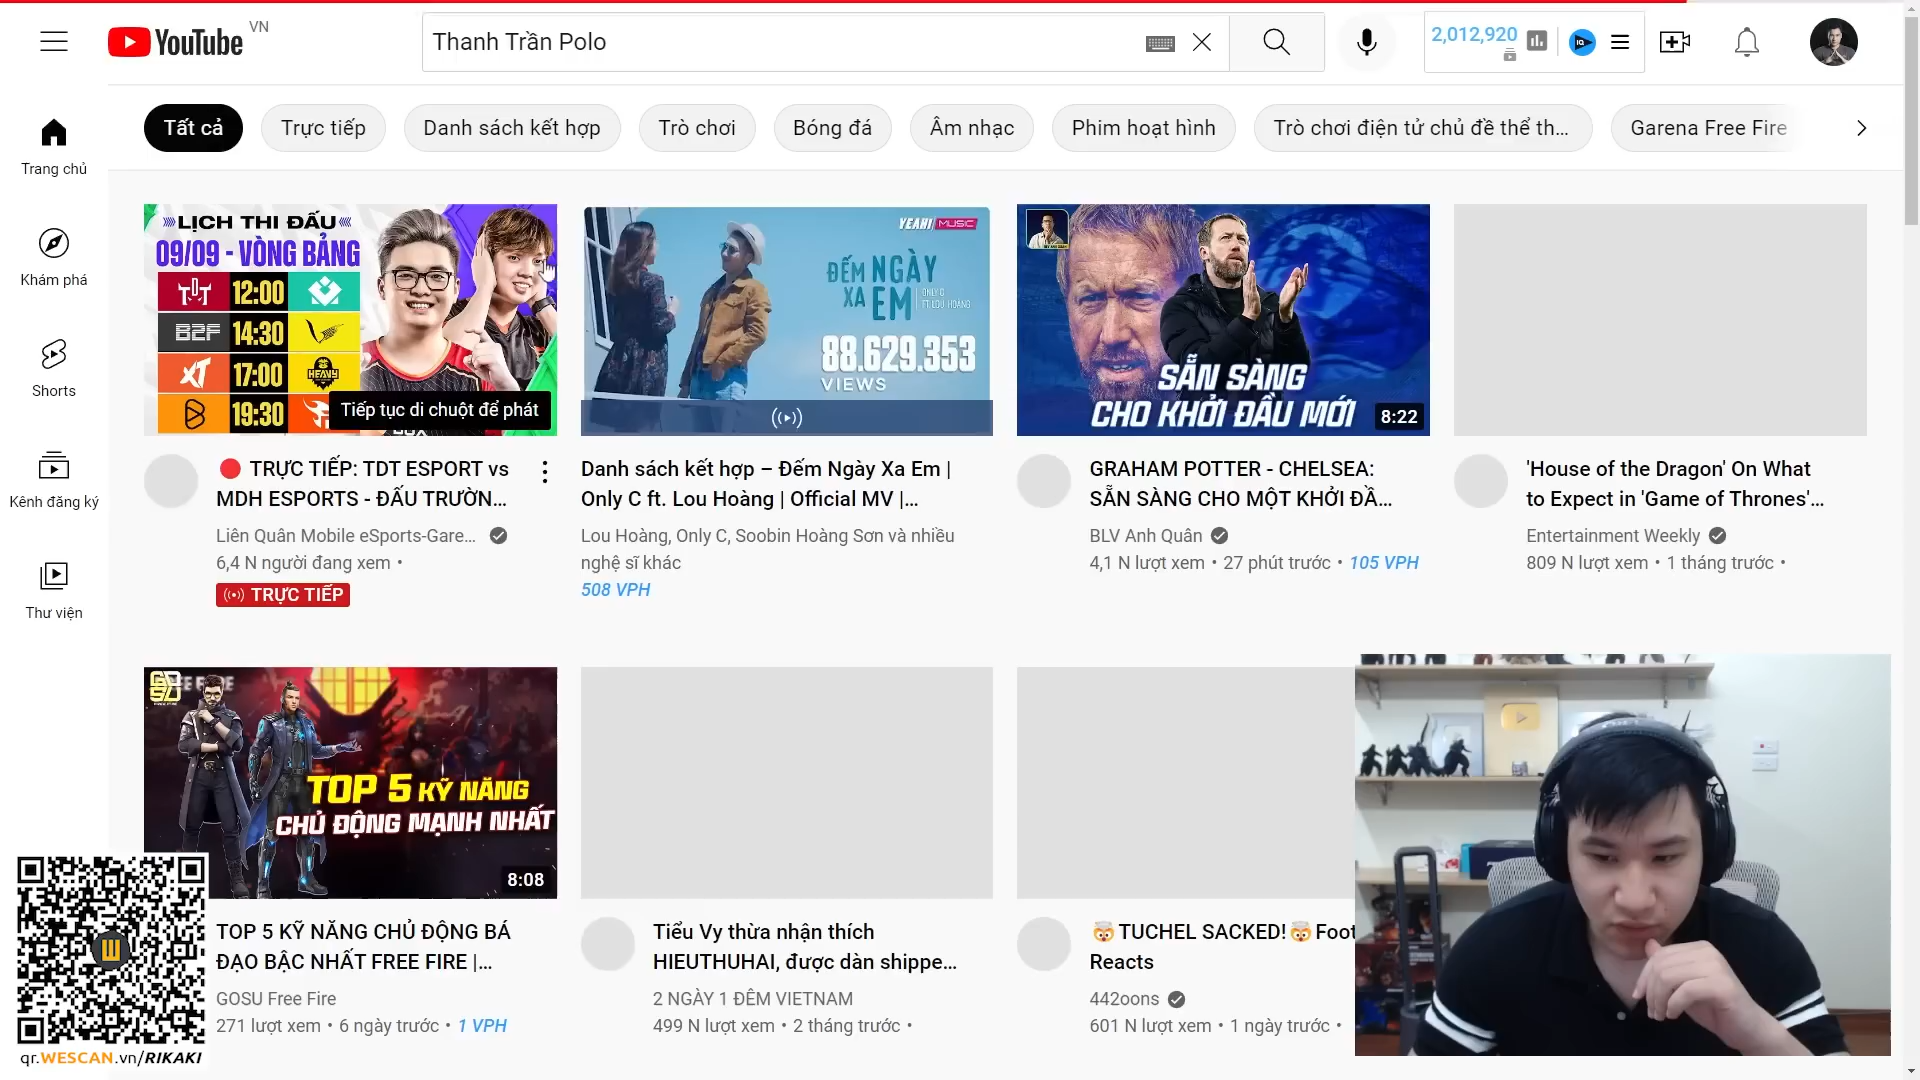 YouTube VN
Thanh Trần Polo
2,012,920
Trang chủ
Khám phá
Shorts
Kênh đăng ký
Thư viện
Tất cả
Trực tiếp
Danh sách kết hợp
Trò chơi
Bóng đá
Âm nhạc
Phim hoạt hình
Trò chơi điện tử chủ đề thể th...
Garena Free Fire
LỊCH THI ĐẤU
09/09 - VÒNG BẢNG
12:00
B2F 14:30
17:00
HEAVY
19:30
Tiếp tục di chuột để phát
🔴 TRỰC TIẾP: TDT ESPORT vs
MDH ESPORTS - ĐẤU TRƯỜN...
Liên Quân Mobile eSports-Gare...
6,4 N người đang xem •
TRỰC TIẾP
YEAH1 MUSIC
ĐẾM NGÀY
XA EM
ONLY C
FT. LOU HOÀNG
88.629.353
VIEWS
Danh sách kết hợp – Đếm Ngày Xa Em |
Only C ft. Lou Hoàng | Official MV |...
Lou Hoàng, Only C, Soobin Hoàng Sơn và nhiều
nghệ sĩ khác
508 VPH
SẴN SÀNG
CHO KHỞI ĐẦU MỚI
8:22
GRAHAM POTTER - CHELSEA:
SẴN SÀNG CHO MỘT KHỞI ĐẦ...
BLV Anh Quân
4,1 N lượt xem • 27 phút trước • 105 VPH
'House of the Dragon' On What
to Expect in 'Game of Thrones'...
Entertainment Weekly
809 N lượt xem • 1 tháng trước •
TOP 5 KỸ NĂNG
CHỦ ĐỘNG MẠNH NHẤT
8:08
TOP 5 KỸ NĂNG CHỦ ĐỘNG BÁ
ĐẠO BẬC NHẤT FREE FIRE |...
GOSU Free Fire
271 lượt xem • 6 ngày trước • 1 VPH
Tiểu Vy thừa nhận thích
HIEUTHUHAI, được dàn shippe...
2 NGÀY 1 ĐÊM VIETNAM
499 N lượt xem • 2 tháng trước •
🤯TUCHEL SACKED!🤯Foot
Reacts
442oons
601 N lượt xem • 1 ngày trước •
qr.WESCAN.vn/RIKAKI